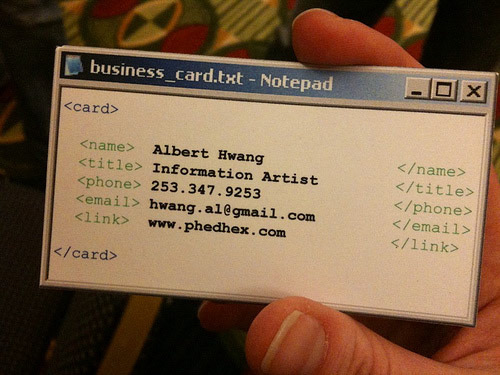 business_card.txt - Notepad
<card>
<name> Albert Hwang </name>
<title> Information Artist </title>
<phone> 253.347.9253 </phone>
<email> hwang.al@gmail.com </email>
<link> www.phedhex.com </link>
</card>